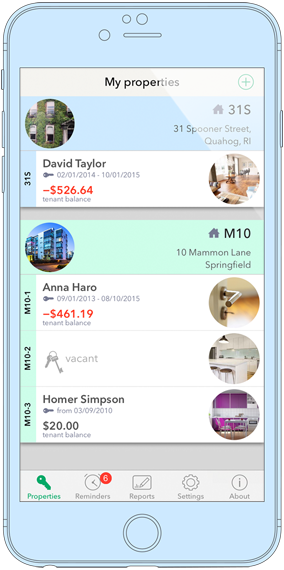 My properties
31S
31 Spooner Street,
Quahog, RI
31S
David Taylor
02/01/2014 - 10/01/2015
–$526.64
tenant balance
M10
10 Mammon Lane
Springfield
M10-1
Anna Haro
09/01/2013 - 08/10/2015
–$461.19
tenant balance
M10-2
vacant
M10-3
Homer Simpson
from 03/09/2010
$20.00
tenant balance
6
Properties
Reminders
Reports
Settings
About